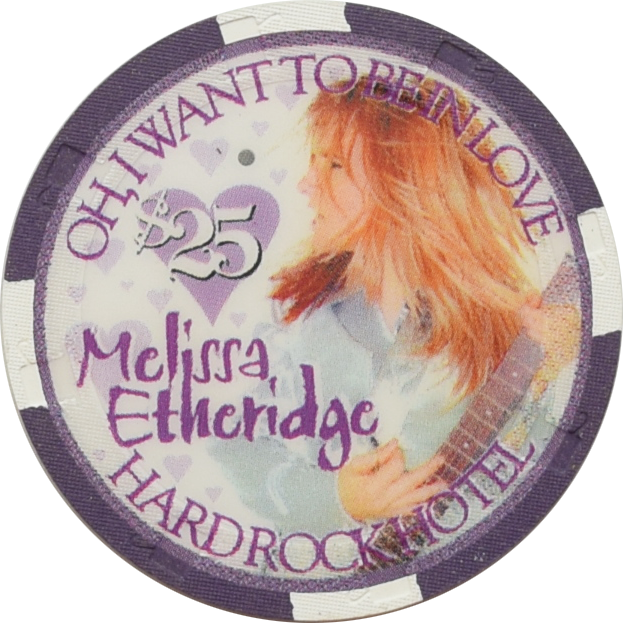 OH, I WANT TO BE IN LOVE
$25
Melissa
Etheridge
HARD ROCK HOTEL